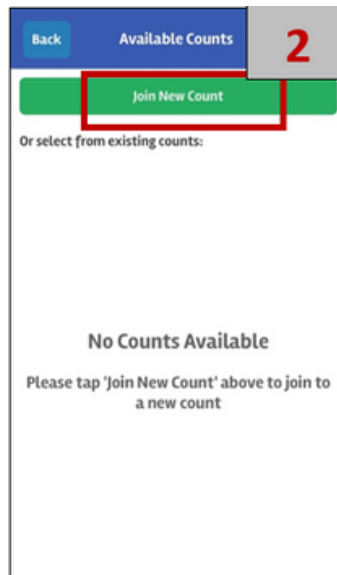 Back
Available Counts
2
Join New Count
Or select from existing counts:
No Counts Available
Please tap 'Join New Count' above to join to
a new count